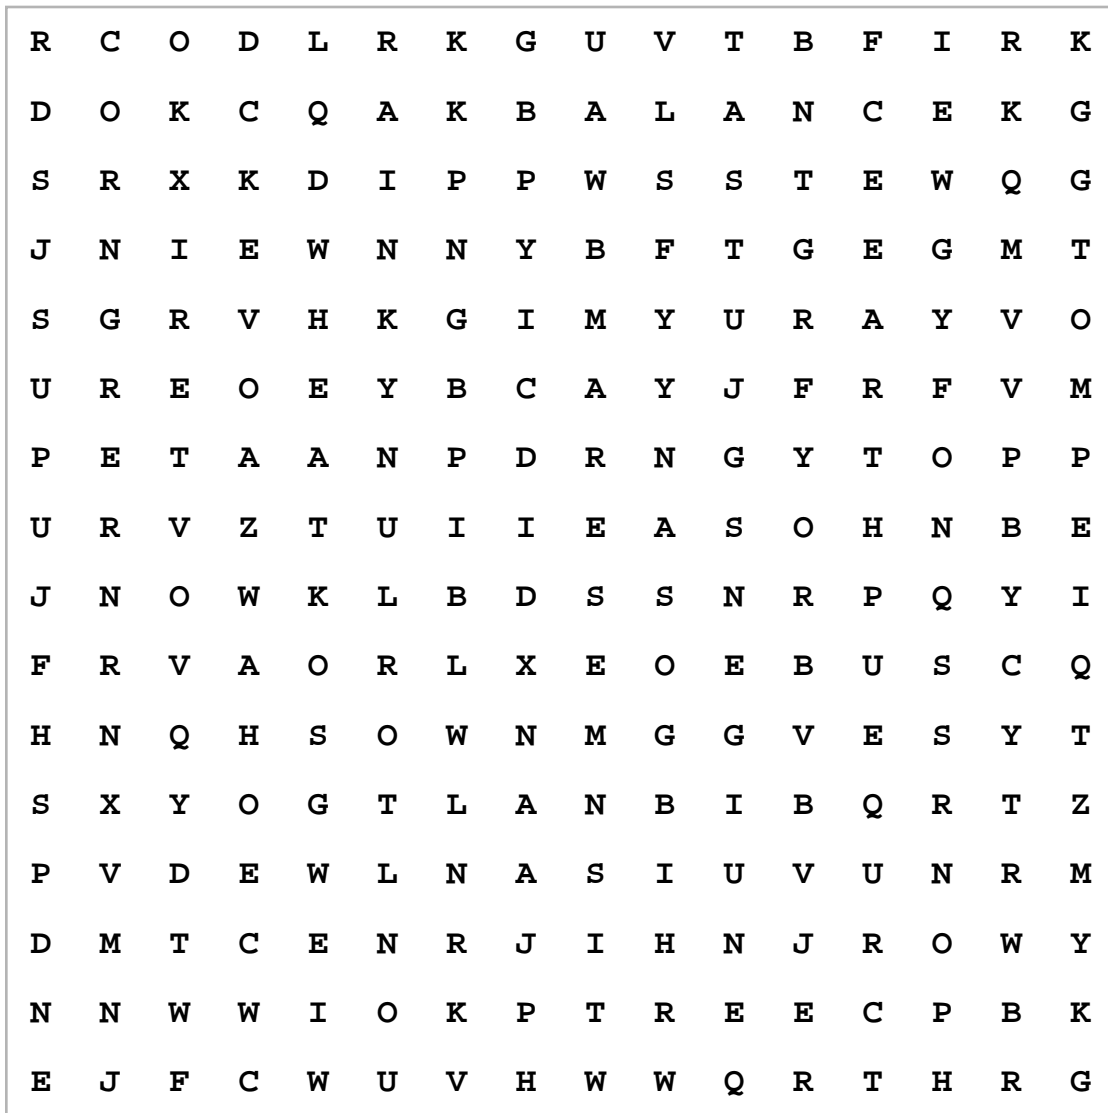 R C O D L R K G U V T B F I R K
D O K C Q A K B A L A N C E K G
S R X K D I P P W S S T E W Q G
J N I E W N N Y B F T G E G M T
S G R V H K G I M Y U R A Y V O
U R E O E Y B C A Y J F R F V M
P E T A A N P D R N G Y T O P P
U R V Z T U I I E A S O H N B E
J N O W K L B D S S N R P Q Y I
F R V A O R L X E O E B U S C Q
H N Q H S O W N M G G V E S Y T
S X Y O G T L A N B I B Q R T Z
P V D E W L N A S I U V U N R M
D M T C E N R J I H N J R O W Y
N N W W I O K P T R E E C P B K
E J F C W U V H W W Q R T H R G